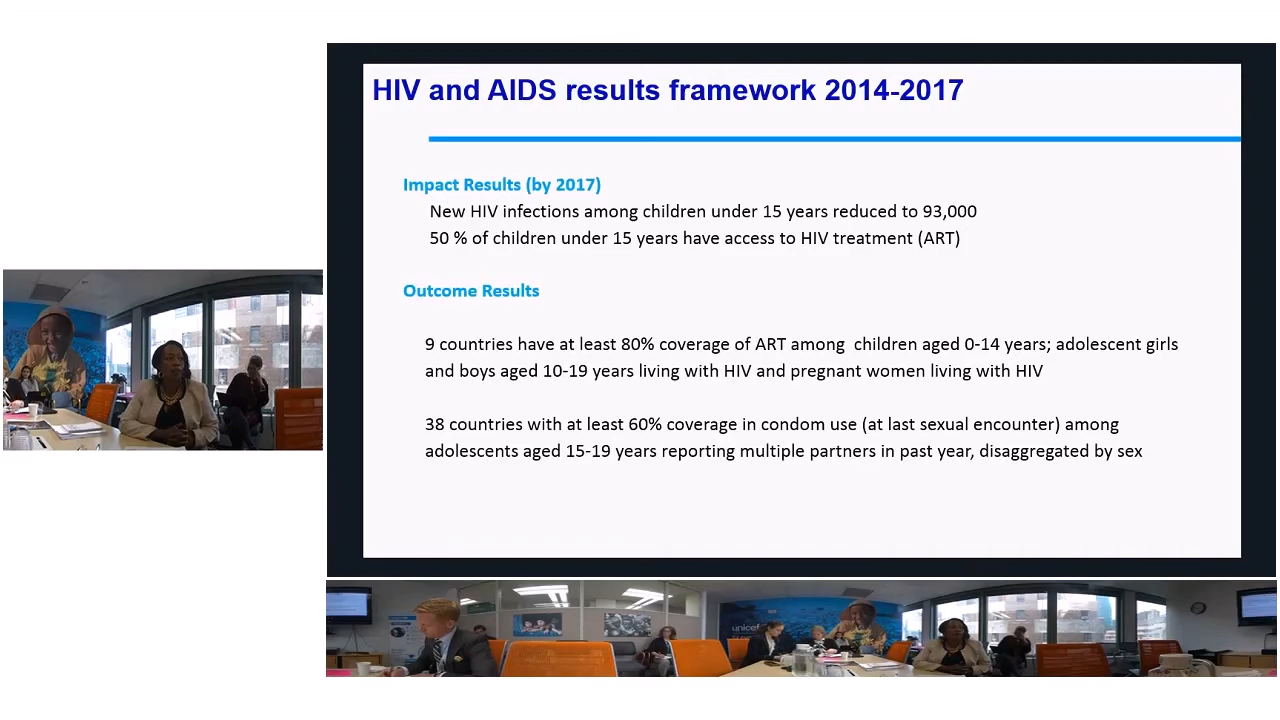 HIV and AIDS results framework 2014-2017
Impact Results (by 2017)
New HIV infections among children under 15 years reduced to 93,000
50 % of children under 15 years have access to HIV treatment (ART)
Outcome Results
9 countries have at least 80% coverage of ART among  children aged 0-14 years; adolescent girls
and boys aged 10-19 years living with HIV and pregnant women living with HIV
38 countries with at least 60% coverage in condom use (at last sexual encounter) among
adolescents aged 15-19 years reporting multiple partners in past year, disaggregated by sex
unicef